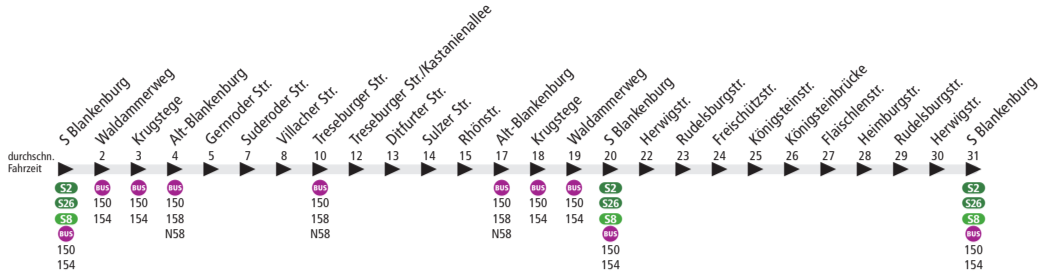 S Blankenburg
Waldammerweg
Krugstege
Alt-Blankenburg
Gernroder Str.
Suderoder Str.
Villacher Str.
Treseburger Str.
Treseburger Str./Kastanienallee
Ditfurter Str.
Sulzer Str.
Rhönstr.
Alt-Blankenburg
Krugstege
Waldammerweg
S Blankenburg
Herwigstr.
Rudelsburgstr.
Freischützstr.
Königsteinstr.
Königsteinbrücke
Flaischlenstr.
Heimburgstr.
Rudelsburgstr.
Herwigstr.
S Blankenburg
durchschn. 2 3 4 5 7 8 10 12 13 14 15 17 18 19 20 22 23 24 25 26 27 28 29 30 31
Fahrzeit
S2 BUS BUS BUS BUS BUS BUS BUS S2 S2
S26 150 150 150 150 150 150 150 S26 S26
S8 154 154 158 158 158 154 154 S8 S8
BUS N58 N58 N58 BUS BUS
150 150 150
154 154 154